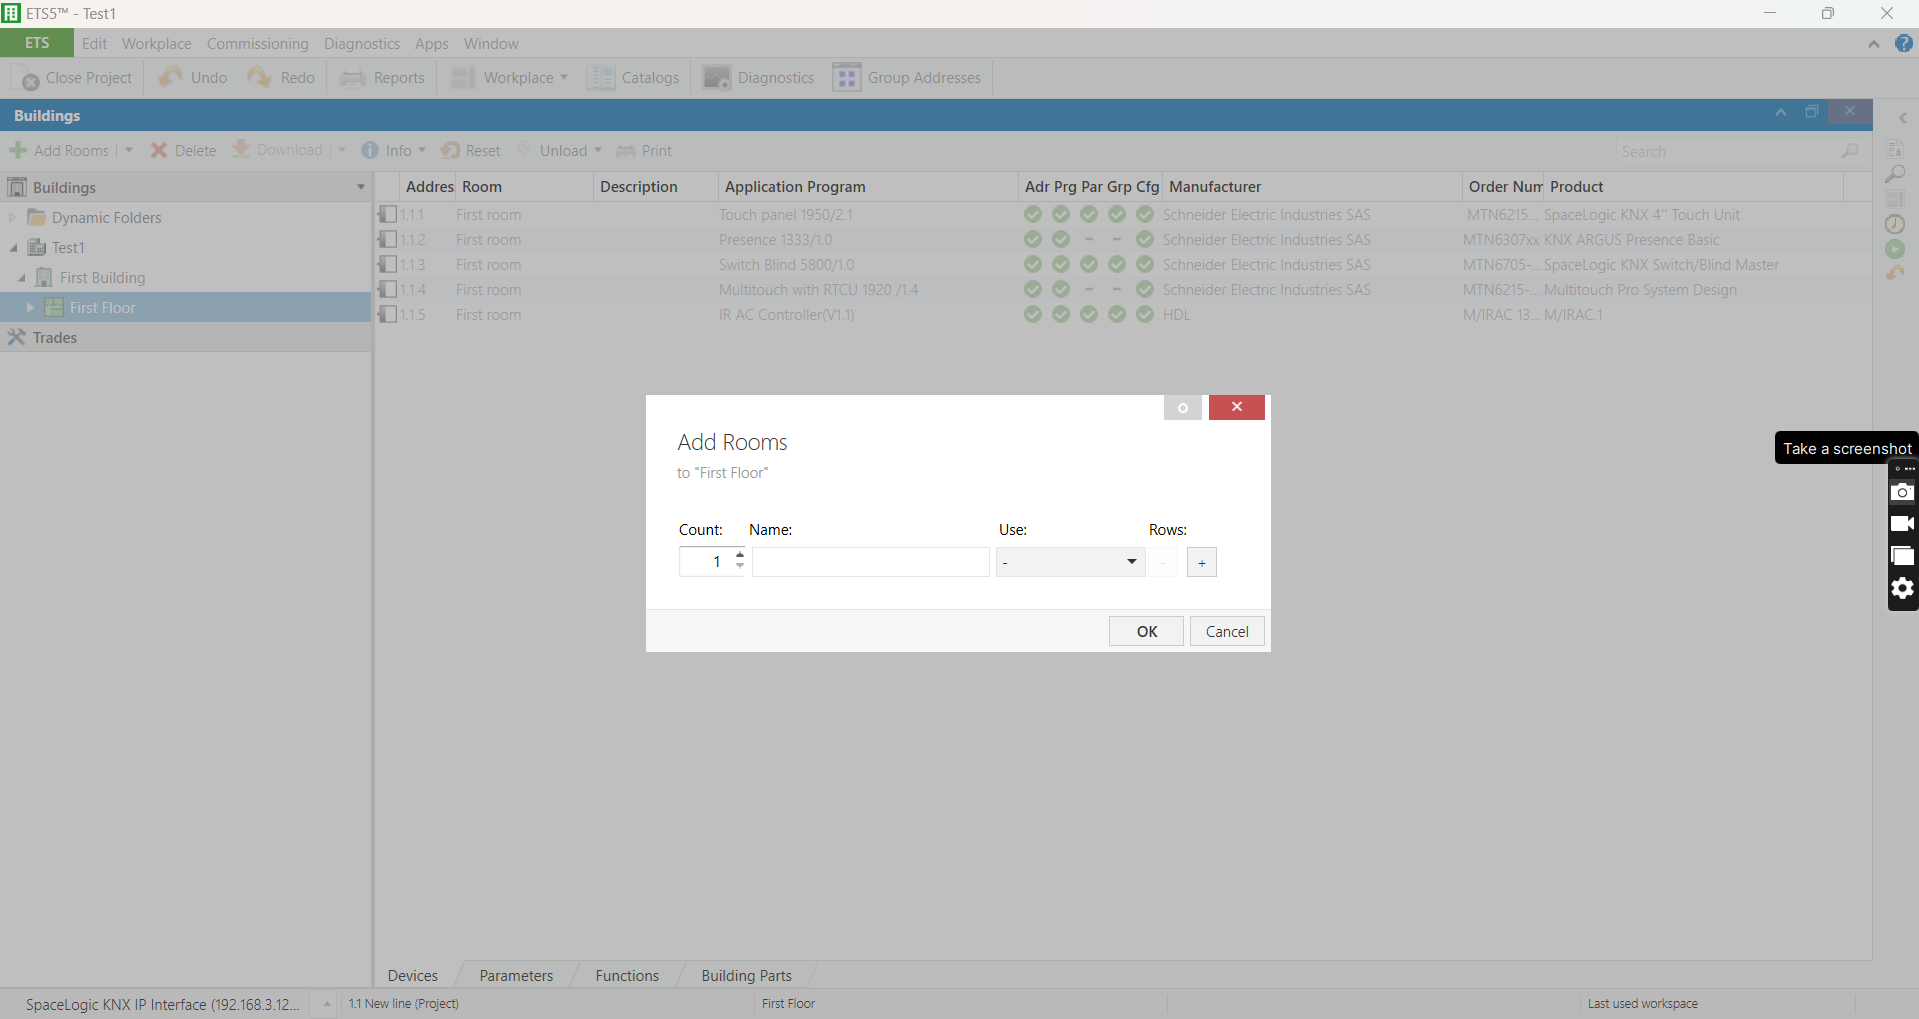 ETS5™ - Test1
ETS Edit Workplace Commissioning Diagnostics Apps Window
Close Project Undo Redo Reports Workplace Catalogs Diagnostics Group Addresses
Buildings
Add Rooms Delete Download Info Reset Unload Print Search
Buildings
Addres Room Description Application Program Adr Prg Par Grp Cfg Manufacturer Order Num Product
Dynamic Folders
Test1
First Building
First Floor
Trades
1.1.1 First room Touch panel 1950/2.1 Schneider Electric Industries SAS MTN6215... SpaceLogic KNX 4" Touch Unit
1.1.2 First room Presence 1333/1.0 - - Schneider Electric Industries SAS MTN6307xx KNX ARGUS Presence Basic
1.1.3 First room Switch Blind 5800/1.0 Schneider Electric Industries SAS MTN6705-... SpaceLogic KNX Switch/Blind Master
1.1.4 First room Multitouch with RTCU 1920 /1.4 - - Schneider Electric Industries SAS MTN6215-... Multitouch Pro System Design
1.1.5 First room IR AC Controller(V1.1) HDL M/IRAC 13... M/IRAC.1
Add Rooms
to "First Floor"
Count: Name: Use: Rooms:
1 - - +
OK Cancel
Take a screenshot
Devices Parameters Functions Building Parts
SpaceLogic KNX IP Interface (192.168.3.12... 1.1 New line (Project) First Floor Last used workspace